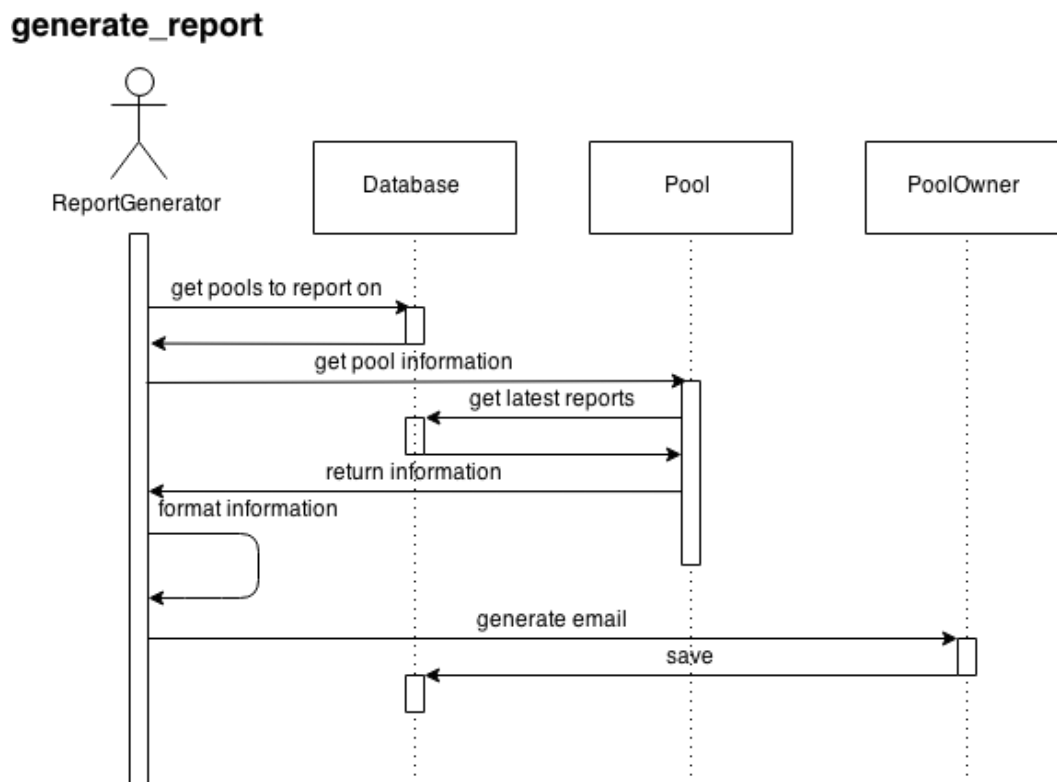 generate_report
ReportGenerator
Database
Pool
PoolOwner
get pools to report on
get pool information
get latest reports
return information
format information
generate email
save